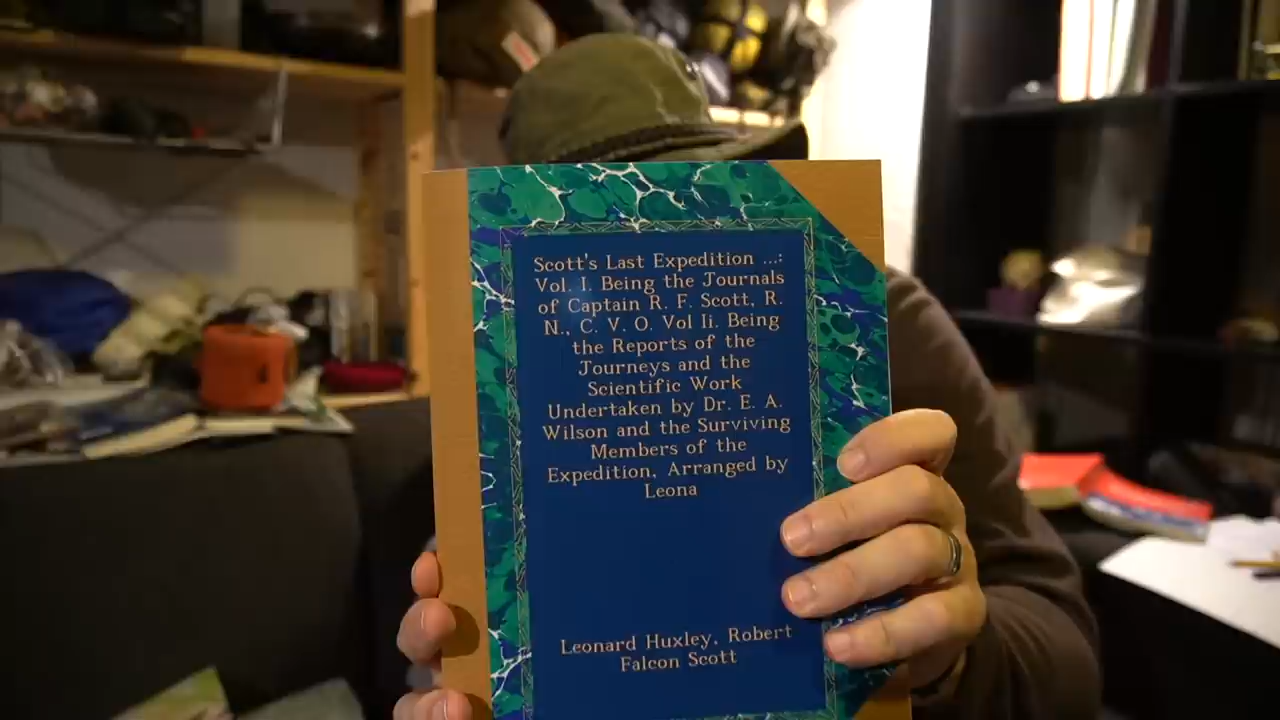 Scott's Last Expedition ...:
Vol. I. Being the Journals
of Captain R. F. Scott, R.
N., C. V. O. Vol Ii. Being
the Reports of the
Journeys and the
Scientific Work
Undertaken by Dr. E. A.
Wilson and the Surviving
Members of the
Expedition, Arranged by
Leona
Leonard Huxley, Robert
Falcon Scott